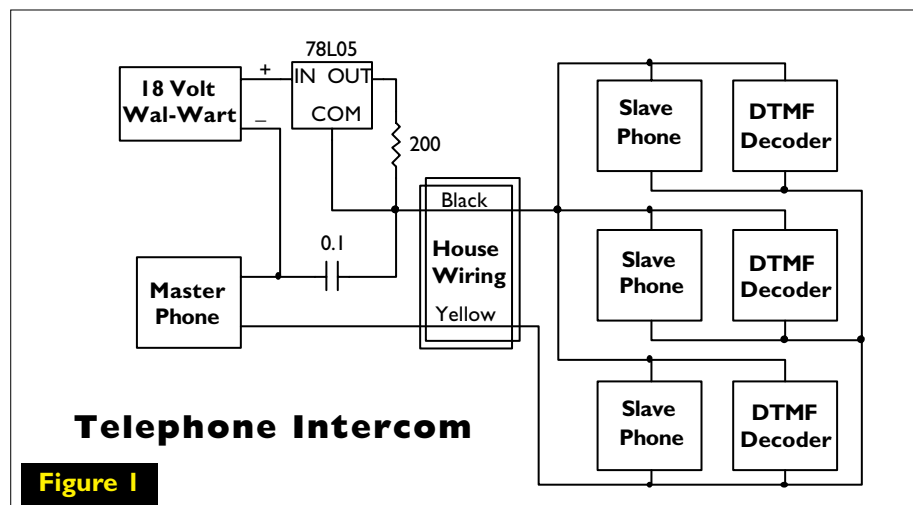 78L05
18 Volt
Wal-Wart
+
–
IN OUT
COM
200
Black
House
Wiring
Yellow
0.1
Master
Phone
Slave
Phone
DTMF
Decoder
Slave
Phone
DTMF
Decoder
Slave
Phone
DTMF
Decoder
Telephone Intercom
Figure 1